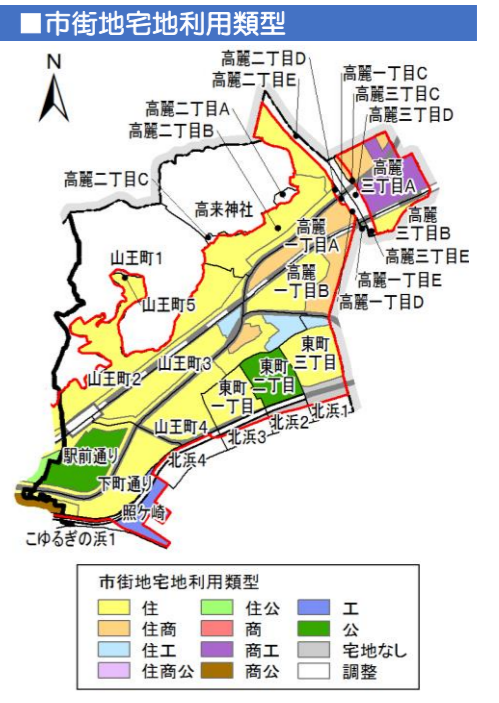 ■市街地宅地利用類型
N
高麗二丁目D
高麗二丁目E
高麗一丁目C
高麗三丁目C
高麗三丁目D
高麗二丁目A
高麗二丁目B
高麗二丁目C
高来神社
高麗
三丁目A
高麗
三丁目B
高麗三丁目E
高麗
一丁目A
高麗一丁目E
高麗一丁目D
高麗
一丁目B
山王町1
山王町5
山王町3
山王町2
東町
三丁目
東町
二丁目
東町
一丁目
山王町4
北浜1
北浜2
北浜3
北浜4
駅前通り
下町通り
照ケ崎
こゆるぎの浜1
市街地宅地利用類型
住 住公 工
住商 商 公
住工 商工 宅地なし
住商公 商公 調整